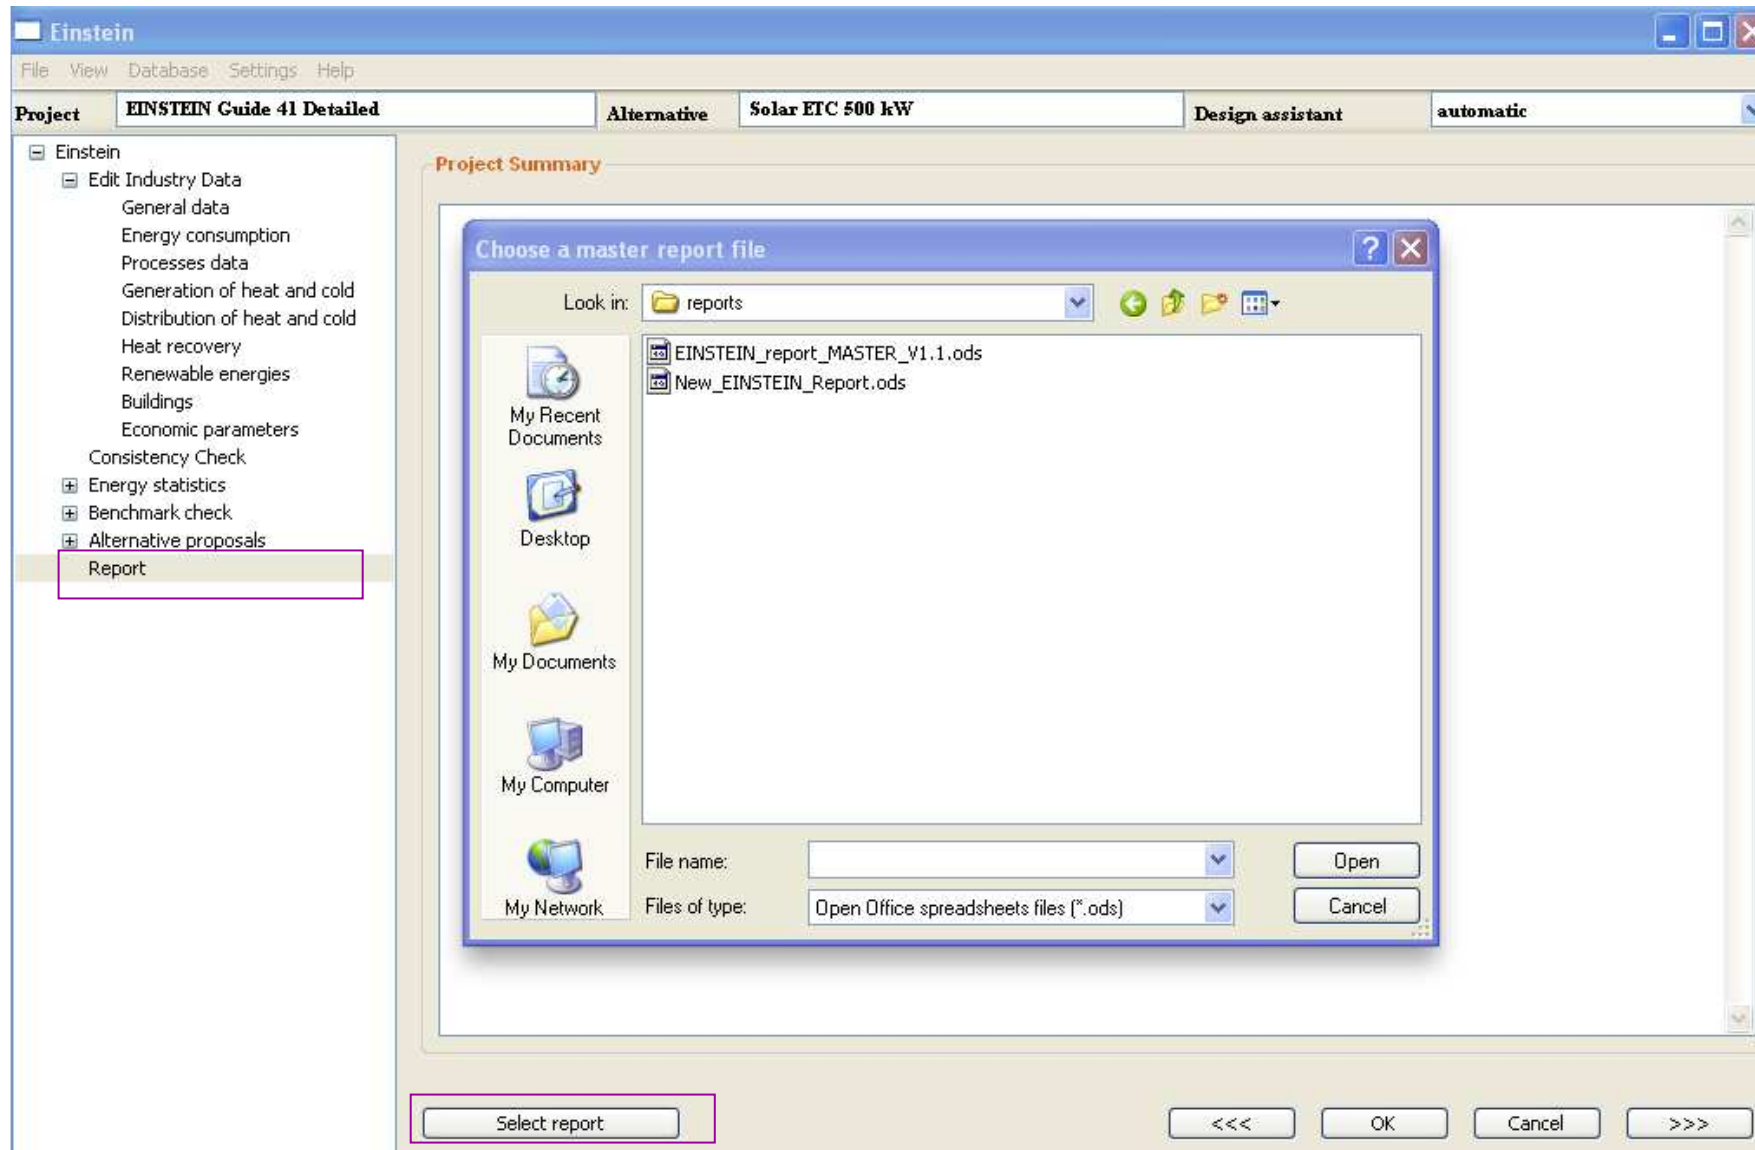 Einstein
File View Database Settings Help
Project EINSTEIN Guide 41 Detailed Alternative Solar ETC 500 kW Design assistant automatic
Einstein
Edit Industry Data
General data
Energy consumption
Processes data
Generation of heat and cold
Distribution of heat and cold
Heat recovery
Renewable energies
Buildings
Economic parameters
Consistency Check
Energy statistics
Benchmark check
Alternative proposals
Report
Project Summary
Choose a master report file
Look in: reports
EINSTEIN_report_MASTER_V1.1.ods
New_EINSTEIN_Report.ods
My Recent
Documents
Desktop
My Documents
My Computer
My Network
File name: Open
Files of type: Open Office spreadsheets files (*.ods) Cancel
Select report <<< OK Cancel >>>